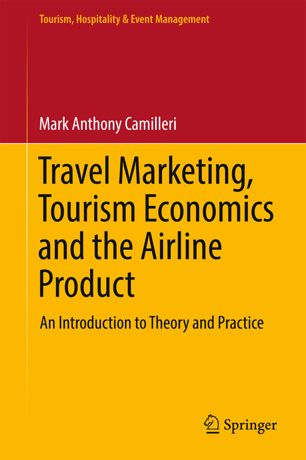 Tourism, Hospitality & Event Management
Mark Anthony Camilleri
Travel Marketing,
Tourism Economics
and the Airline
Product
An Introduction to Theory and Practice
Springer